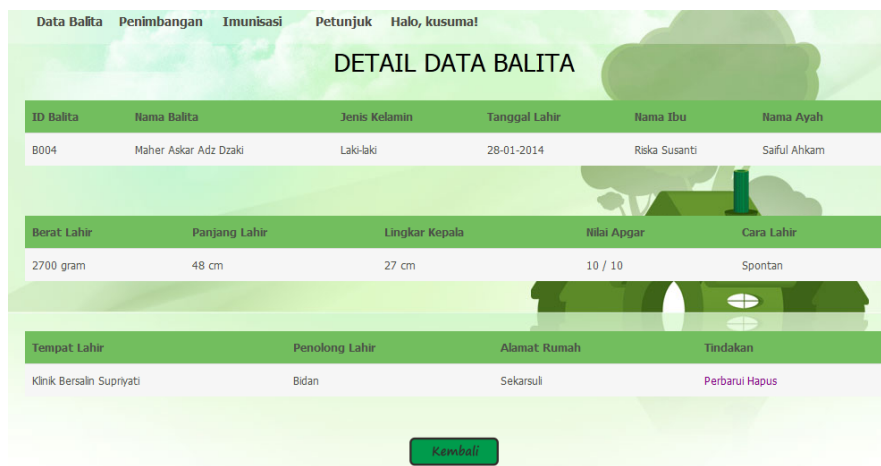 Data Balita Penimbangan Imunisasi Petunjuk Halo, kusuma!
DETAIL DATA BALITA
ID Balita Nama Balita Jenis Kelamin Tanggal Lahir Nama Ibu Nama Ayah
B004 Maher Askar Adz Dzaki Laki-laki 28-01-2014 Riska Susanti Saiful Ahkam
Berat Lahir Panjang Lahir Lingkar Kepala Nilai Apgar Cara Lahir
2700 gram 48 cm 27 cm 10 / 10 Spontan
Tempat Lahir Penolong Lahir Alamat Rumah Tindakan
Klinik Bersalin Supriyati Bidan Sekarsuli Perbarui Hapus
Kembali